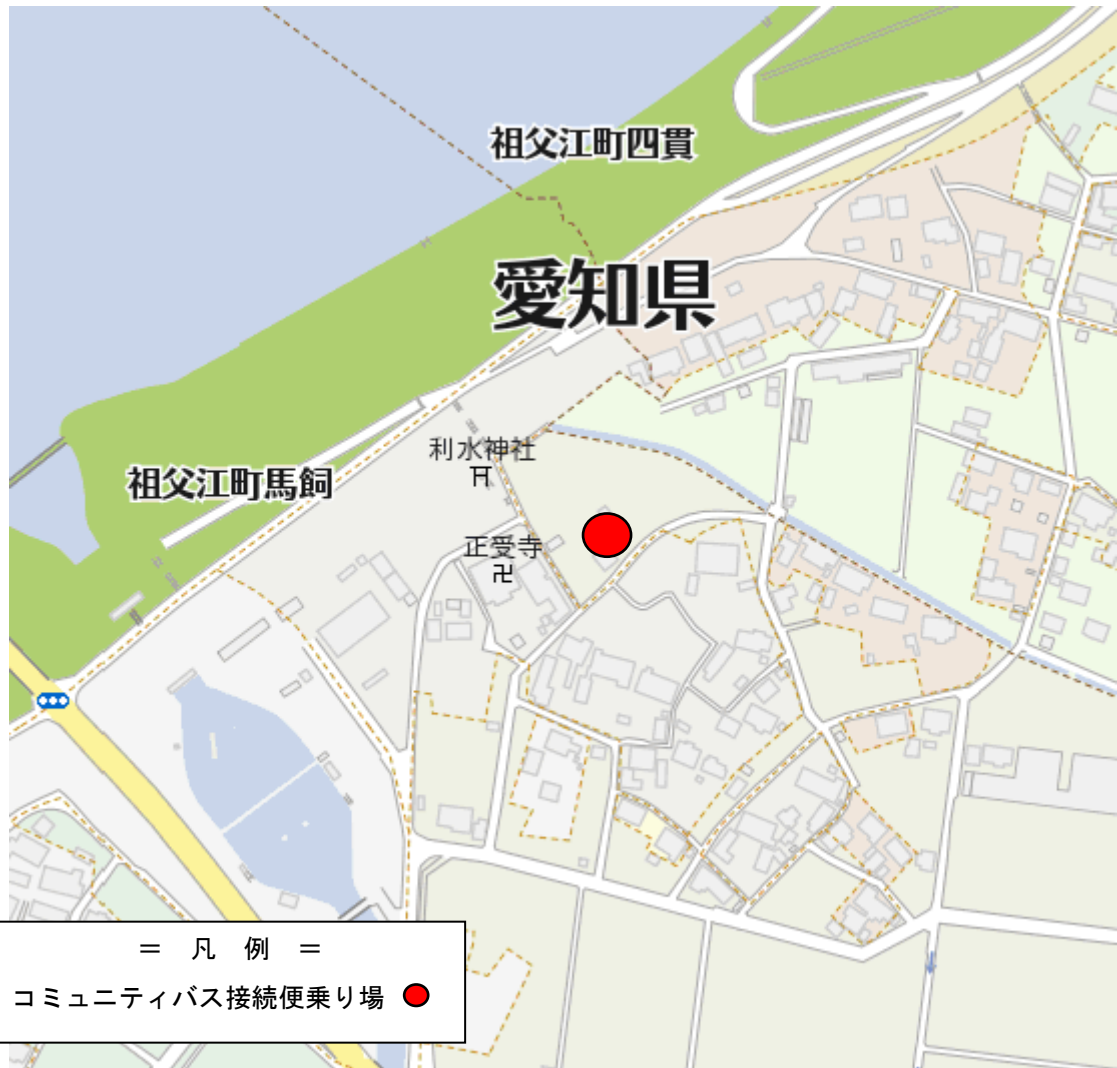 祖父江町四貫
愛知県
利水神社
祖父江町馬飼
正受寺
＝ 凡 例 ＝
コミュニティバス接続便乗り場